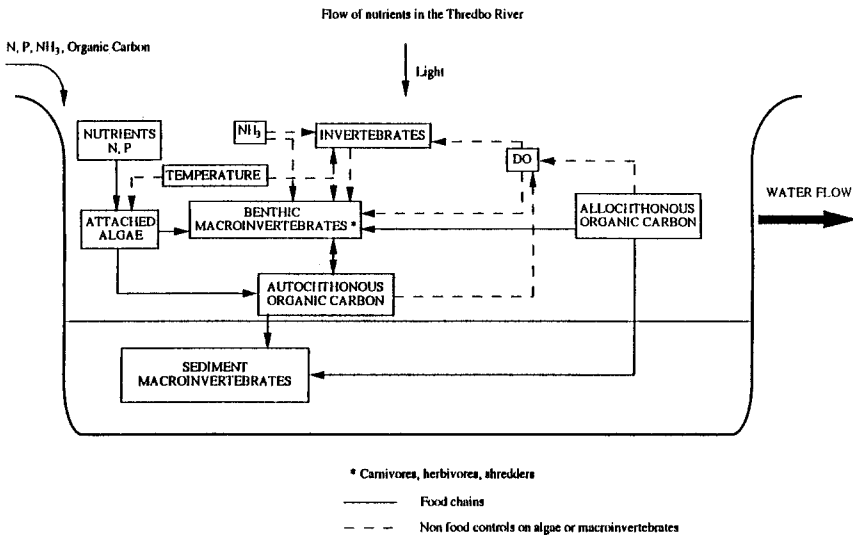 Flow of nutrients in the Thredbo River
N, P, NH3, Organic Carbon
Light
NUTRIENTS
N, P
NH3
INVERTEBRATES
DO
TEMPERATURE
WATER FLOW
ATTACHED
ALGAE
BENTHIC
MACROINVERTEBRATES *
ALLOCHTHONOUS
ORGANIC CARBON
AUTOCHTHONOUS
ORGANIC CARBON
SEDIMENT
MACROINVERTEBRATES
* Carnivores, herbivores, shredders
Food chains
Non food controls on algae or macroinvertebrates